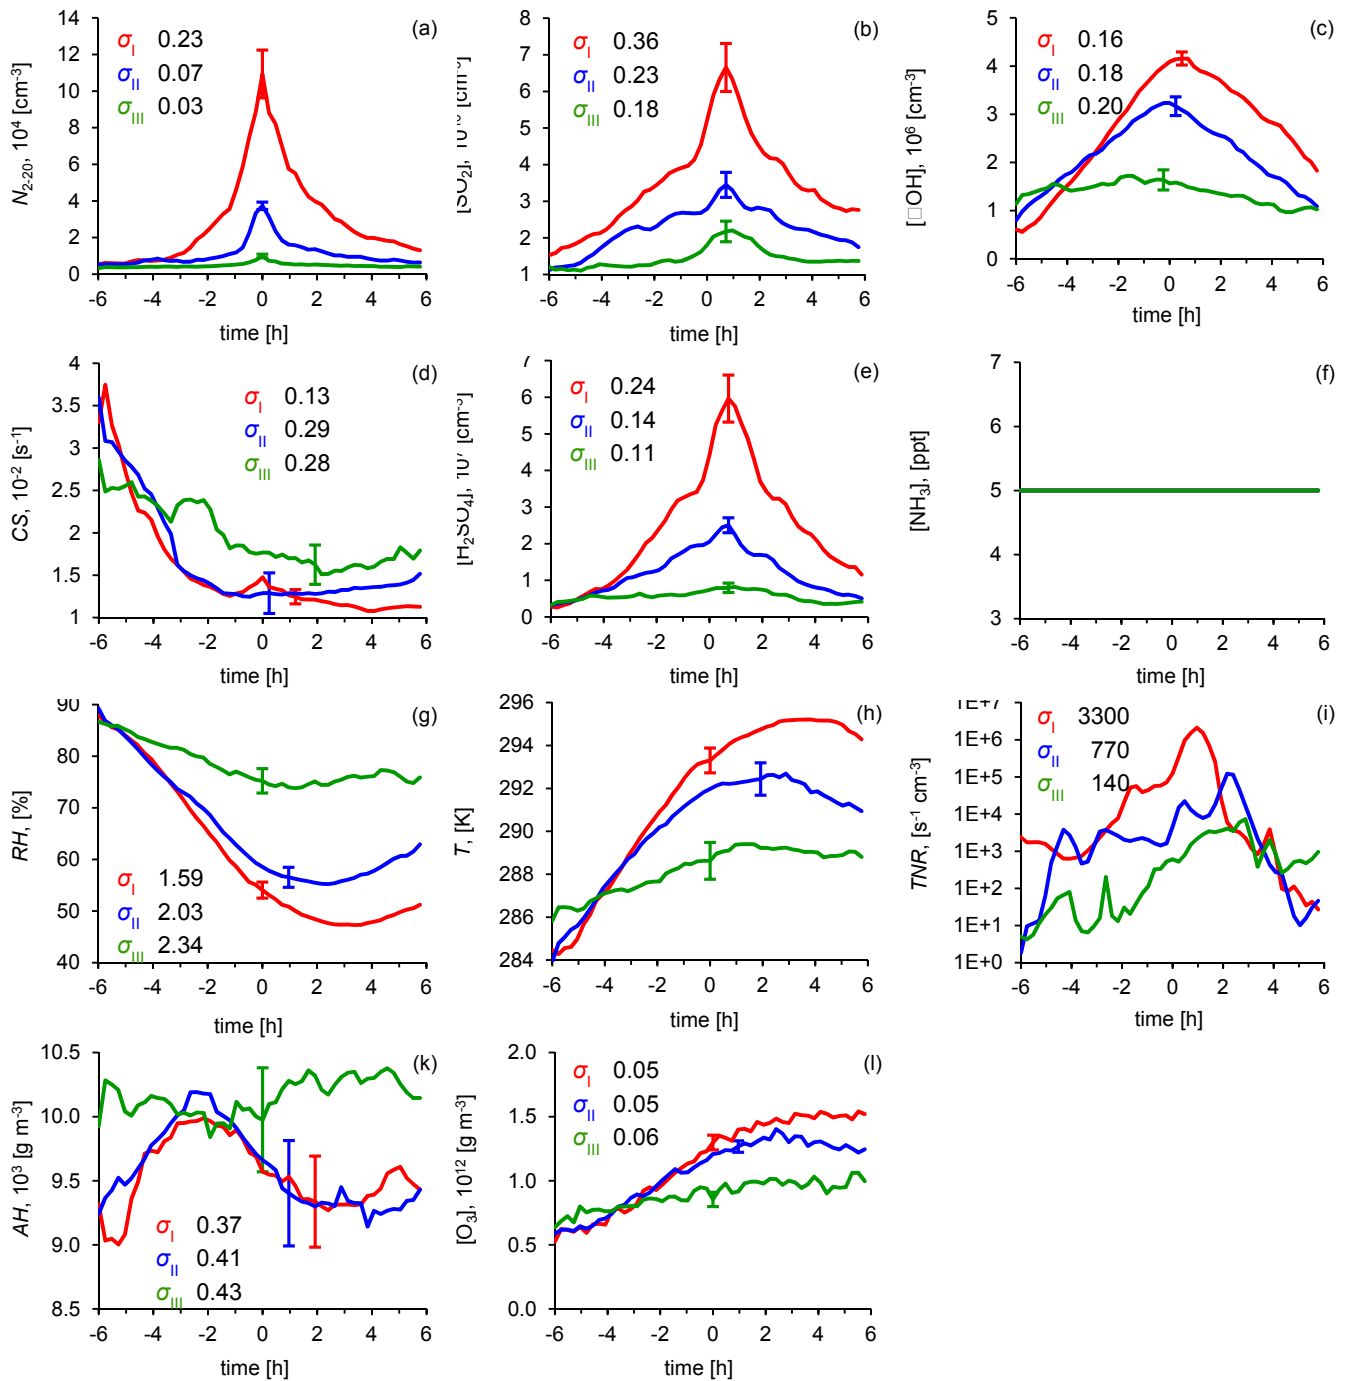 (a)
σI 0.23
σII 0.07
σIII 0.03
N2-20, 10⁴ [cm⁻³]
14
12
10
8
6
4
2
0
-6 -4 -2 0 2 4 6
time [h]
(b)
σI 0.36
σII 0.23
σIII 0.18
[SO₂],
8
7
6
5
4
3
2
1
-6 -4 -2 0 2 4 6
time [h]
(c)
σI 0.16
σII 0.18
σIII 0.20
[□OH], 10⁶ [cm⁻³]
5
4
3
2
1
0
-6 -4 -2 0 2 4 6
time [h]
(d)
σI 0.13
σII 0.29
σIII 0.28
CS, 10⁻² [s⁻¹]
4
3.5
3
2.5
2
1.5
1
-6 -4 -2 0 2 4 6
time [h]
(e)
σI 0.24
σII 0.14
σIII 0.11
[H₂SO₄], 10⁷ [cm⁻³]
7
6
5
4
3
2
1
0
-6 -4 -2 0 2 4 6
time [h]
(f)
[NH₃], [ppt]
7
6
5
4
3
-6 -4 -2 0 2 4 6
time [h]
(g)
σI 1.59
σII 2.03
σIII 2.34
RH, [%]
90
80
70
60
50
40
-6 -4 -2 0 2 4 6
time [h]
(h)
T, [K]
296
294
292
290
288
286
284
-6 -4 -2 0 2 4 6
time [h]
(i)
σI 3300
σII 770
σIII 140
TNR, [s⁻¹ cm⁻³]
1E+7
1E+6
1E+5
1E+4
1E+3
1E+2
1E+1
1E+0
-6 -4 -2 0 2 4 6
time [h]
(k)
σI 0.37
σII 0.41
σIII 0.43
AH, 10³ [g m⁻³]
10.5
10.0
9.5
9.0
8.5
-6 -4 -2 0 2 4 6
time [h]
(l)
σI 0.05
σII 0.05
σIII 0.06
[O₃], 10¹² [g m⁻³]
2.0
1.5
1.0
0.5
0.0
-6 -4 -2 0 2 4 6
time [h]